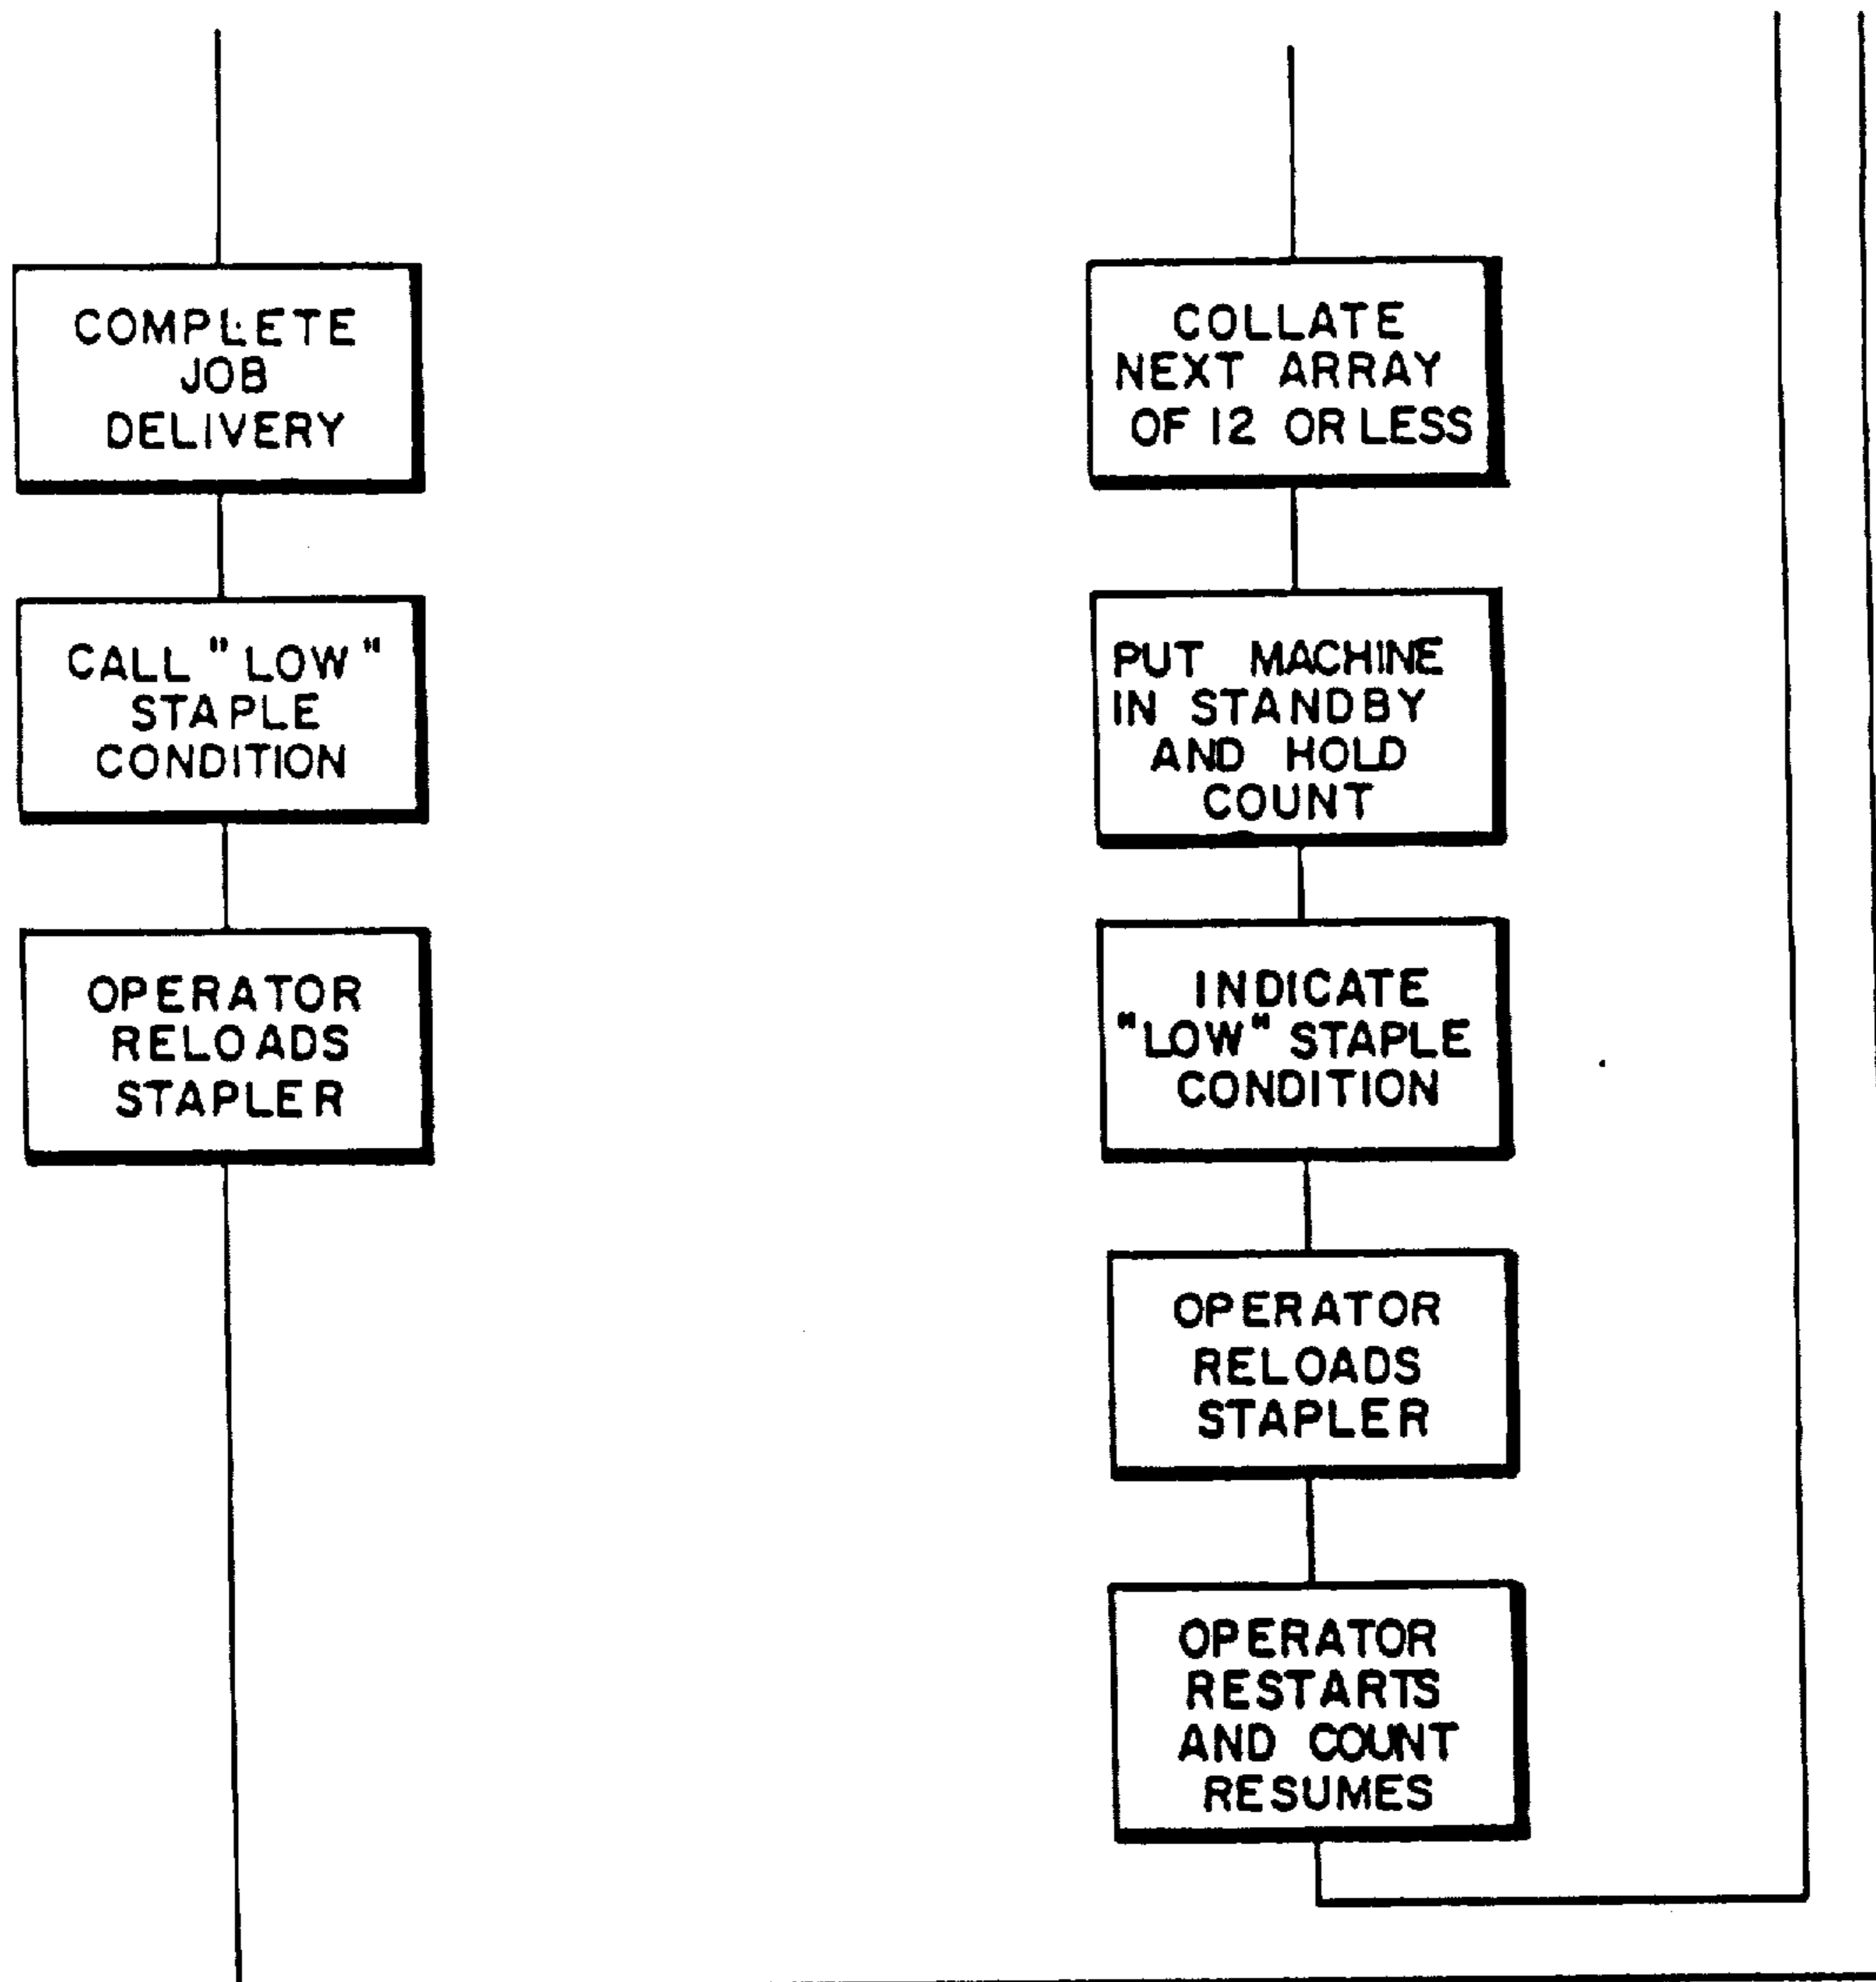 COMPLETE
JOB
DELIVERY
CALL "LOW"
STAPLE
CONDITION
OPERATOR
RELOADS
STAPLER
COLLATE
NEXT ARRAY
OF 12 OR LESS
PUT MACHINE
IN STANDBY
AND HOLD
COUNT
INDICATE
"LOW" STAPLE
CONDITION
OPERATOR
RELOADS
STAPLER
OPERATOR
RESTARTS
AND COUNT
RESUMES